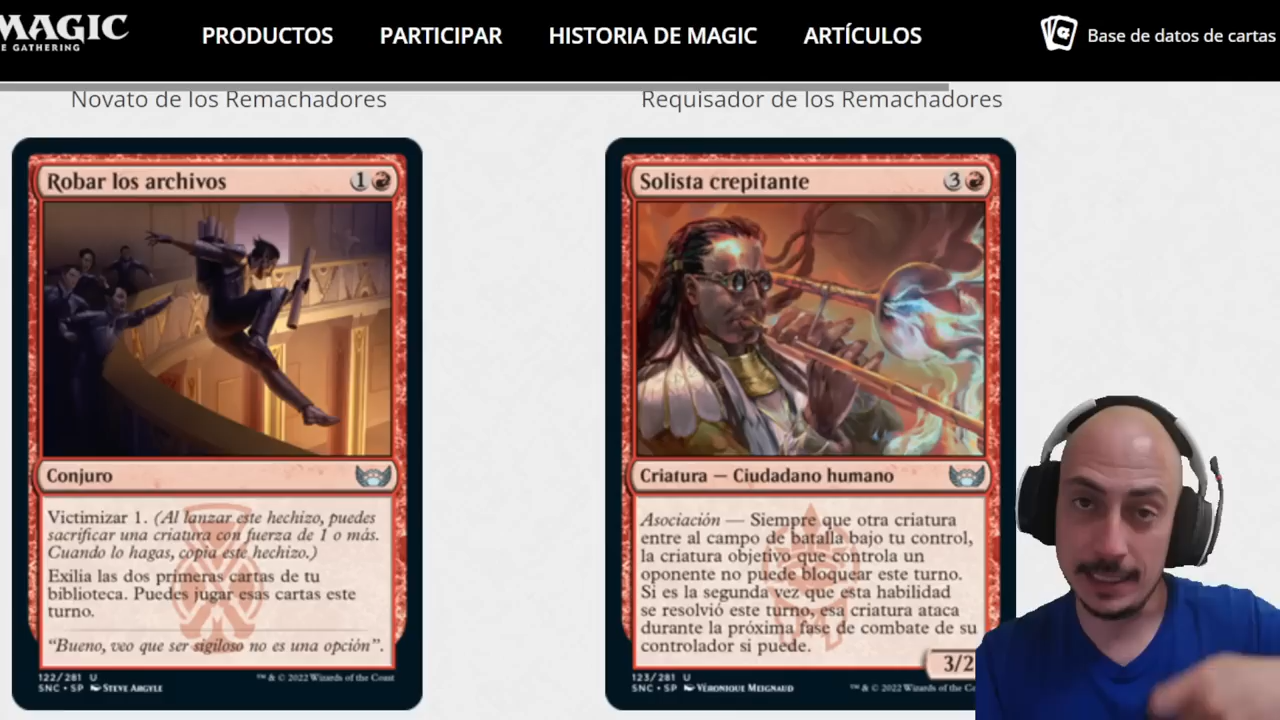 MAGIC
E GATHERING
PRODUCTOS
PARTICIPAR
HISTORIA DE MAGIC
ARTÍCULOS
Base de datos de cartas
Novato de los Remachadores
Requisador de los Remachadores
Robar los archivos
1
Conjuro
Victimizar 1. (Al lanzar este hechizo, puedes
sacrificar una criatura con fuerza de 1 o más.
Cuando lo hagas, copia este hechizo.)
Exilia las dos primeras cartas de tu
biblioteca. Puedes jugar esas cartas este
turno.
“Bueno, veo que ser sigiloso no es una opción”.
122/281 U
SNC • SP Steve Argyle
™ & © 2022 Wizards of the Coast
Solista crepitante
3
Criatura — Ciudadano humano
Asociación — Siempre que otra criatura
entre al campo de batalla bajo tu control,
la criatura objetivo que controla un
oponente no puede bloquear este turno.
Si es la segunda vez que esta habilidad
se resolvió este turno, esa criatura ataca
durante la próxima fase de combate de su
controlador si puede.
3/2
123/281 U
SNC • SP Véronique Meignaud
™ & © 2022 Wizards of the Co